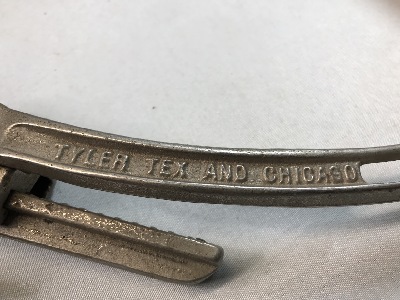 TYLER TEX AND CHICAGO